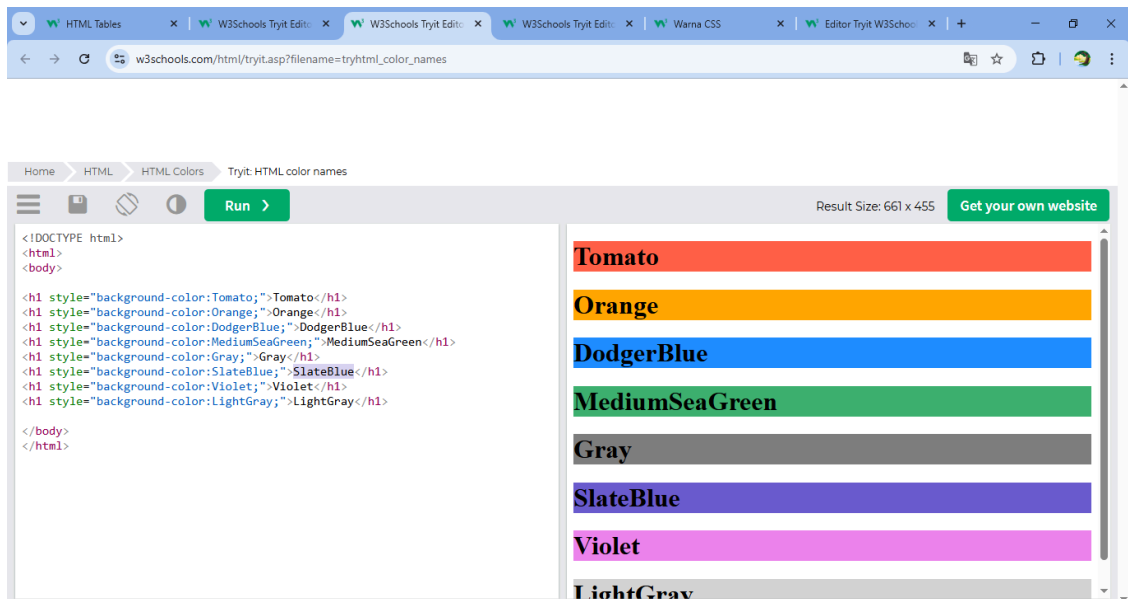 HTML Tables
W3Schools Tryit Edito
W3Schools Tryit Edito
W3Schools Tryit Edito
Warna CSS
Editor Tryit W3School
w3schools.com/html/tryit.asp?filename=tryhtml_color_names
Home
HTML
HTML Colors
Tryit: HTML color names
Run ❯
Result Size: 661 x 455
Get your own website
<!DOCTYPE html>
<html>
<body>
<h1 style="background-color:Tomato;">Tomato</h1>
<h1 style="background-color:Orange;">Orange</h1>
<h1 style="background-color:DodgerBlue;">DodgerBlue</h1>
<h1 style="background-color:MediumSeaGreen;">MediumSeaGreen</h1>
<h1 style="background-color:Gray;">Gray</h1>
<h1 style="background-color:SlateBlue;">SlateBlue</h1>
<h1 style="background-color:Violet;">Violet</h1>
<h1 style="background-color:LightGray;">LightGray</h1>
</body>
</html>
Tomato
Orange
DodgerBlue
MediumSeaGreen
Gray
SlateBlue
Violet
LightGray